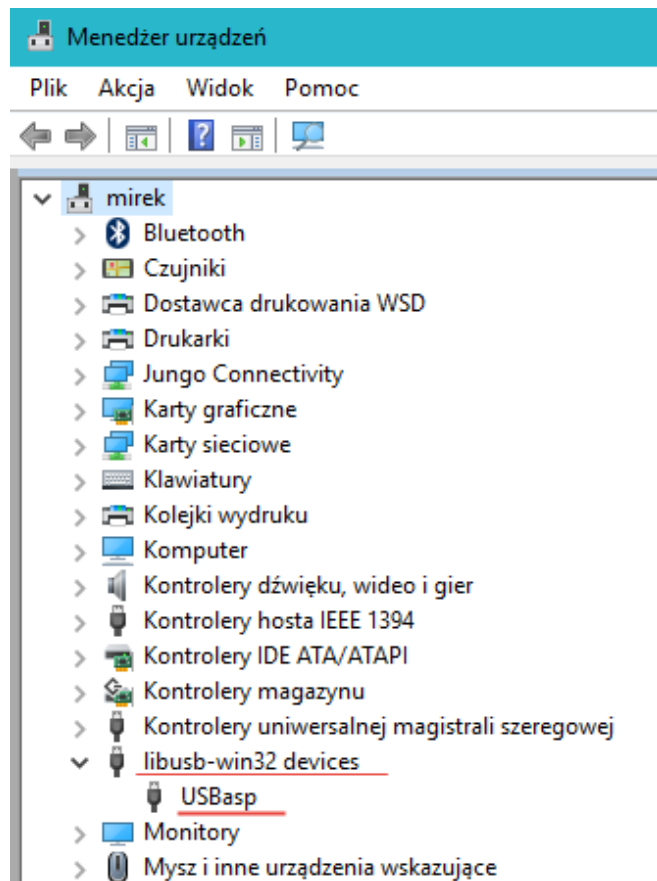 Menedżer urządzeń
Plik Akcja Widok Pomoc
mirek
Bluetooth
Czujniki
Dostawca drukowania WSD
Drukarki
Jungo Connectivity
Karty graficzne
Karty sieciowe
Klawiatury
Kolejki wydruku
Komputer
Kontrolery dźwięku, wideo i gier
Kontrolery hosta IEEE 1394
Kontrolery IDE ATA/ATAPI
Kontrolery magazynu
Kontrolery uniwersalnej magistrali szeregowej
libusb-win32 devices
USBasp
Monitory
Mysz i inne urządzenia wskazujące